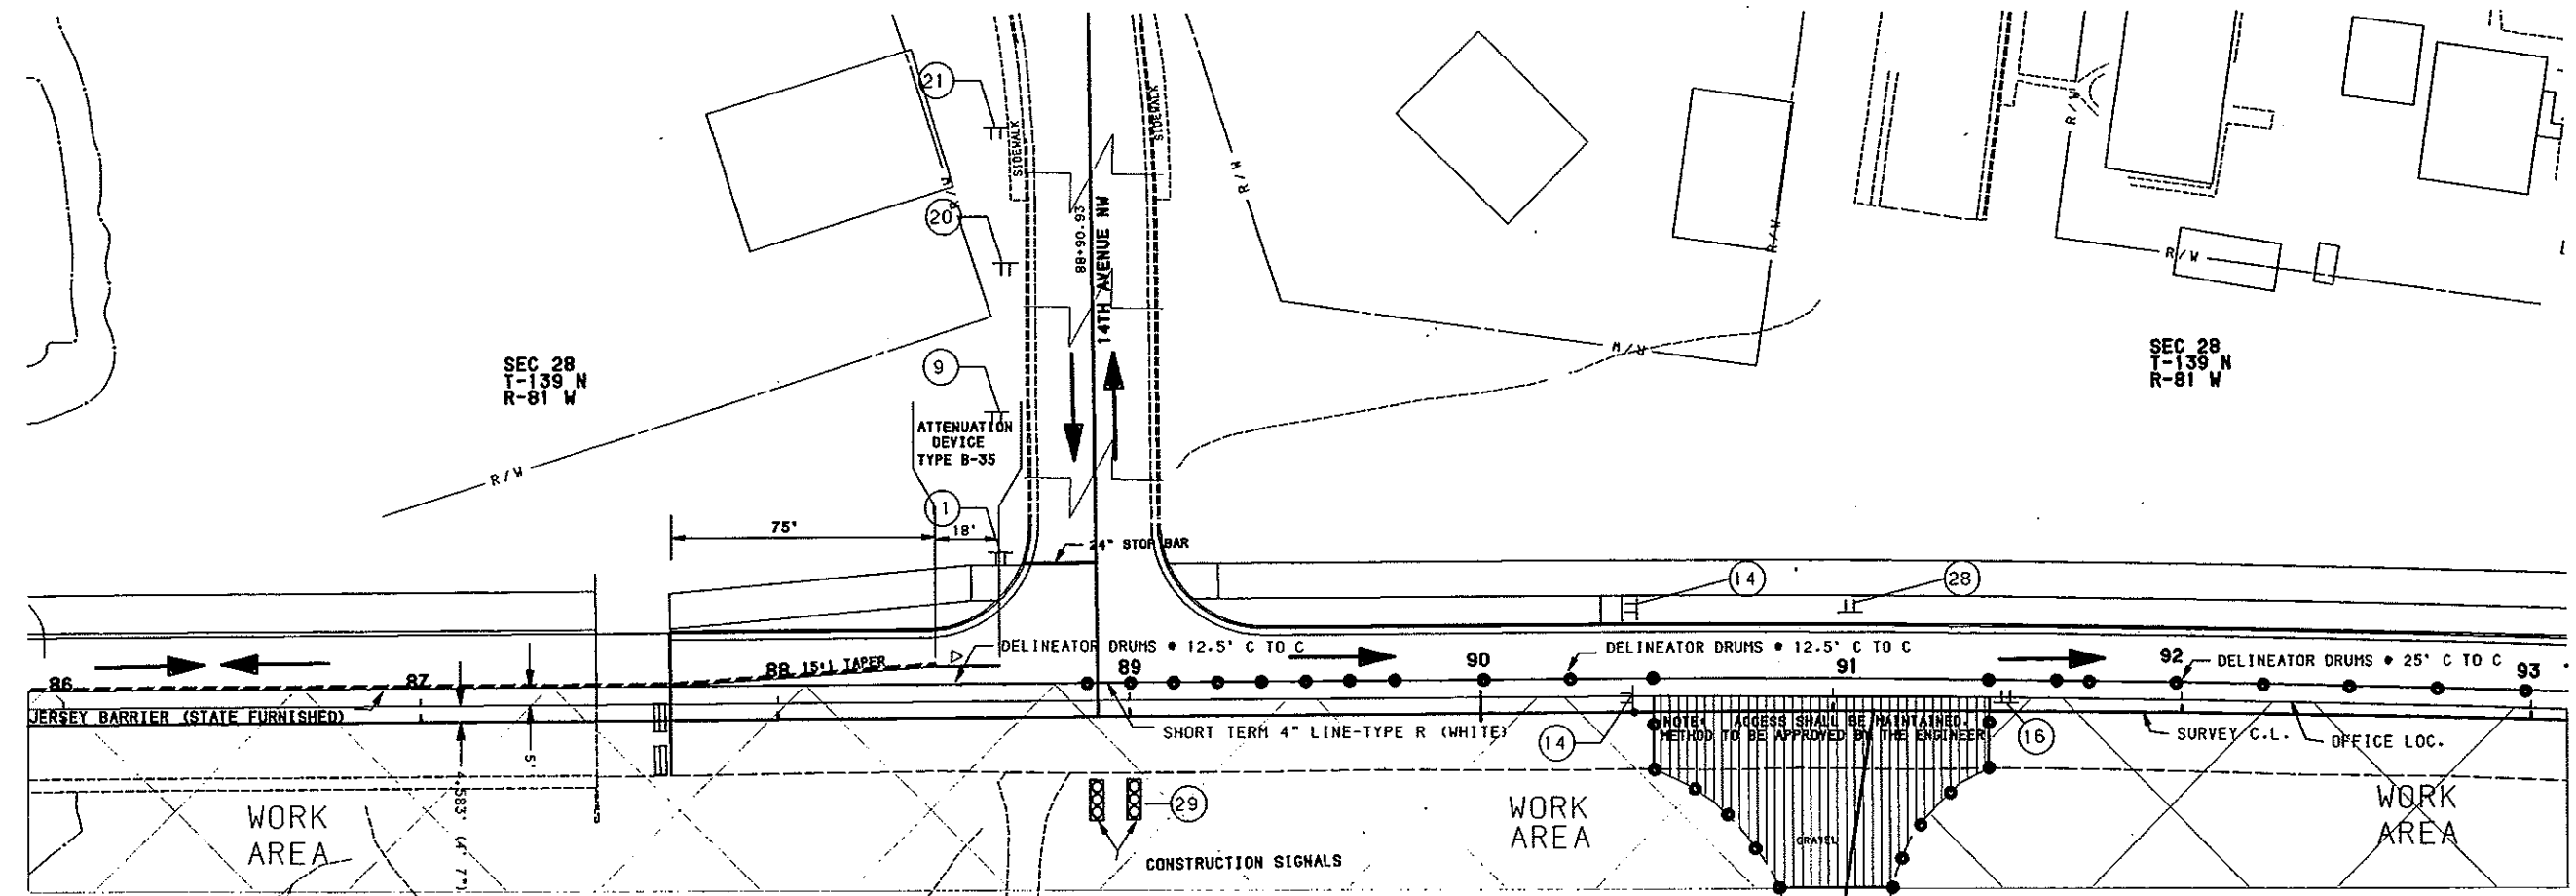 21
SIDEWALK
SIDEWALK
R/W
R/W
20
R/W
88+90.93
14TH AVENUE NW
R/W
R/W
SEC 28
T-139 N
R-81 W
9
R/W
SEC 28
T-139 N
R-81 W
ATTENUATION
DEVICE
TYPE B-35
R/W
11
75'
18'
24" STOP BAR
14
28
DELINEATOR DRUMS @ 12.5' C TO C
DELINEATOR DRUMS @ 12.5' C TO C
86
87
88
15:1 TAPER
89
90
91
92
DELINEATOR DRUMS @ 25' C TO C
93
JERSEY BARRIER (STATE FURNISHED)
SHORT TERM 4" LINE-TYPE R (WHITE)
NOTE: ACCESS SHALL BE MAINTAINED.
METHOD TO BE APPROVED BY THE ENGINEER
14
16
SURVEY C.L.
OFFICE LOC.
5'
4.583' (4' 7")
29
WORK
AREA
WORK
AREA
WORK
AREA
GRAVEL
CONSTRUCTION SIGNALS